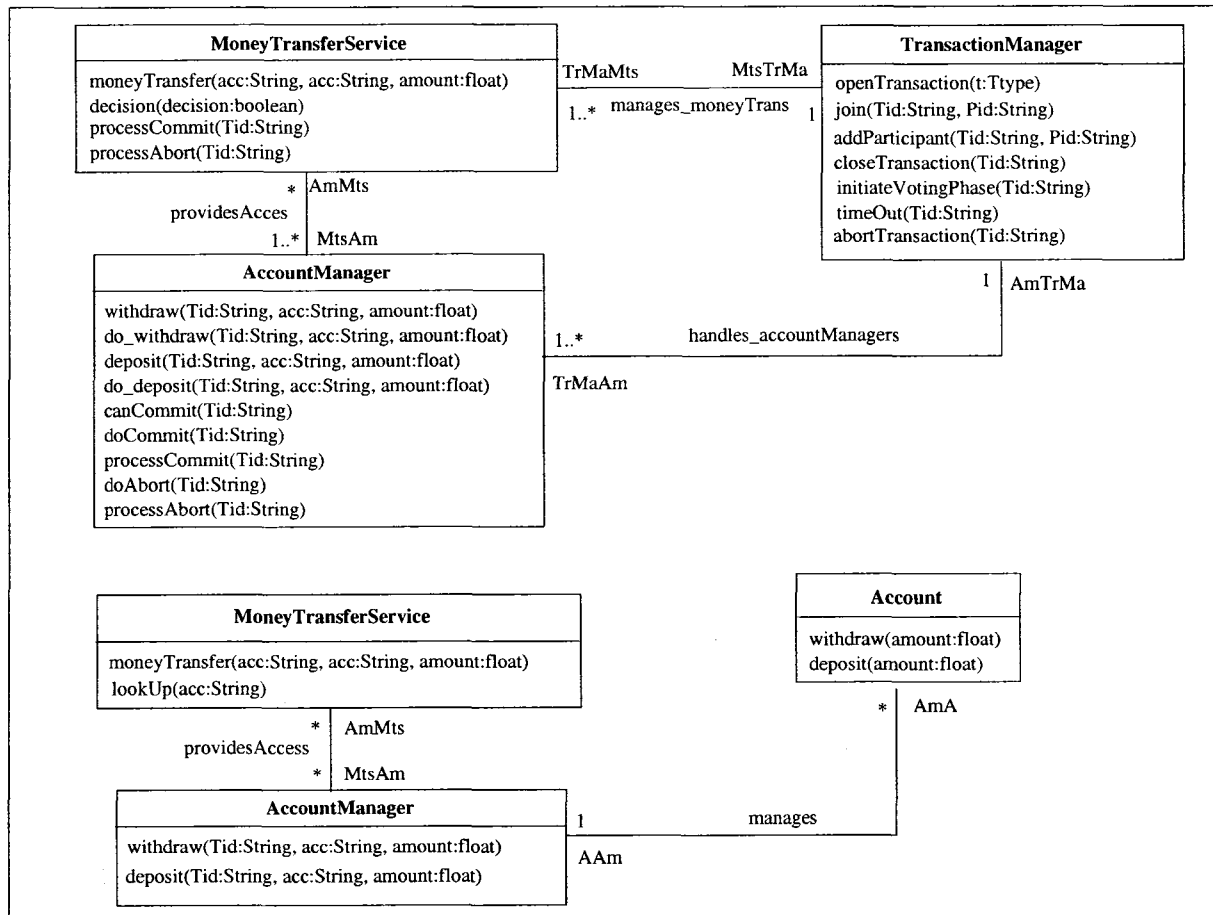 MoneyTransferService
moneyTransfer(acc:String, acc:String, amount:float)
decision(decision:boolean)
processCommit(Tid:String)
processAbort(Tid:String)
TrMaMts
MtsTrMa
1..*
manages_moneyTrans
1
TransactionManager
openTransaction(t:Ttype)
join(Tid:String, Pid:String)
addParticipant(Tid:String, Pid:String)
closeTransaction(Tid:String)
initiateVotingPhase(Tid:String)
timeOut(Tid:String)
abortTransaction(Tid:String)
* AmMts
providesAcces
1..* MtsAm
AccountManager
withdraw(Tid:String, acc:String, amount:float)
do_withdraw(Tid:String, acc:String, amount:float)
deposit(Tid:String, acc:String, amount:float)
do_deposit(Tid:String, acc:String, amount:float)
canCommit(Tid:String)
doCommit(Tid:String)
processCommit(Tid:String)
doAbort(Tid:String)
processAbort(Tid:String)
1 AmTrMa
1..*
handles_accountManagers
TrMaAm
MoneyTransferService
moneyTransfer(acc:String, acc:String, amount:float)
lookUp(acc:String)
Account
withdraw(amount:float)
deposit(amount:float)
* AmMts
providesAccess
* MtsAm
* AmA
AccountManager
withdraw(Tid:String, acc:String, amount:float)
deposit(Tid:String, acc:String, amount:float)
1
manages
AAm